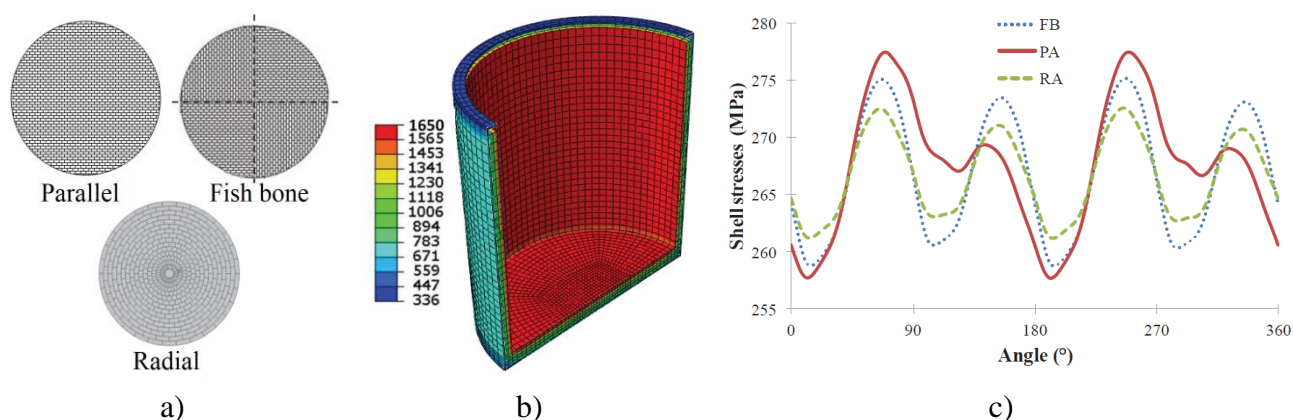 Parallel
Fish bone
Radial
a)
1650
1565
1453
1341
1230
1118
1006
894
783
671
559
447
336
b)
280
275
270
265
260
255
Shell stresses (MPa)
FB
PA
RA
0
90
180
270
360
Angle (°)
c)